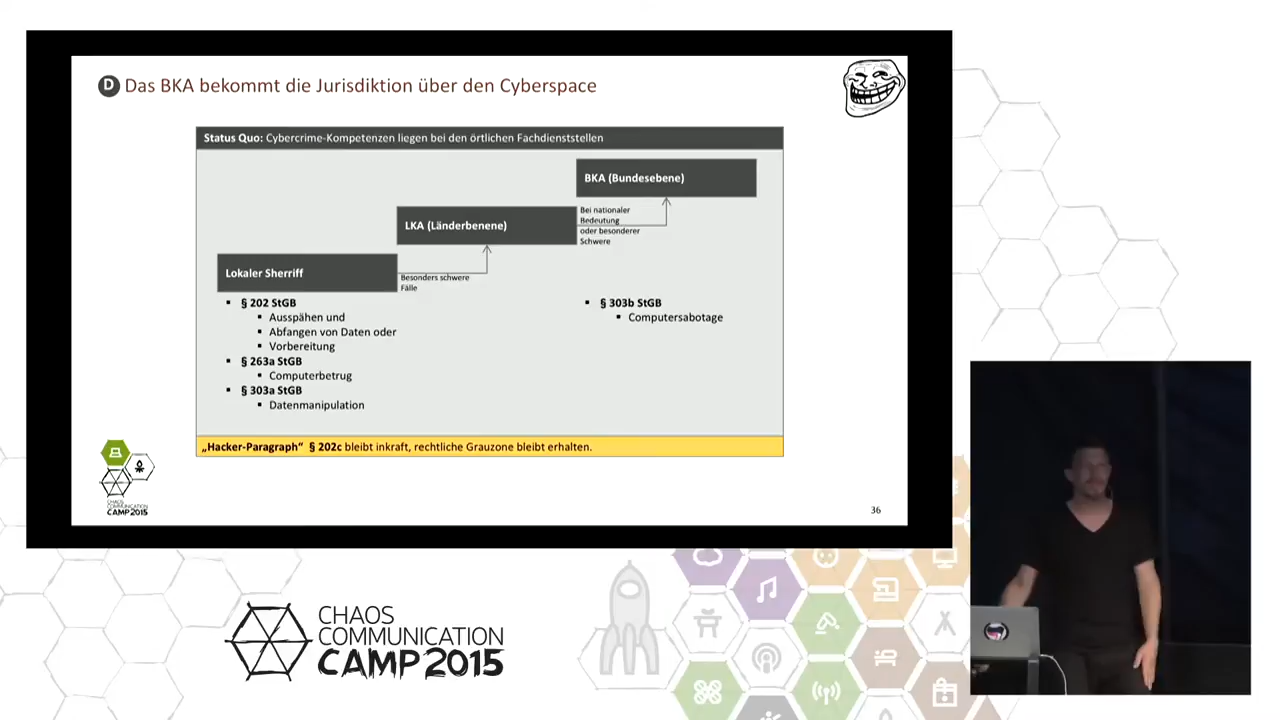 D Das BKA bekommt die Jurisdiktion über den Cyberspace
Status Quo: Cybercrime-Kompetenzen liegen bei den örtlichen Fachdienststellen
BKA (Bundesebene)
LKA (Länderbenene)
Bei nationaler
Bedeutung
oder besonderer
Schwere
Lokaler Sherriff
Besonders schwere
Fälle
▪ § 202 StGB
▪ Ausspähen und
▪ Abfangen von Daten oder
▪ Vorbereitung
▪ § 263a StGB
▪ Computerbetrug
▪ § 303a StGB
▪ Datenmanipulation
▪ § 303b StGB
▪ Computersabotage
„Hacker-Paragraph“ § 202c bleibt inkraft, rechtliche Grauzone bleibt erhalten.
CHAOS
COMMUNICATION
CAMP 2015
36
CHAOS
COMMUNICATION
CAMP 2015